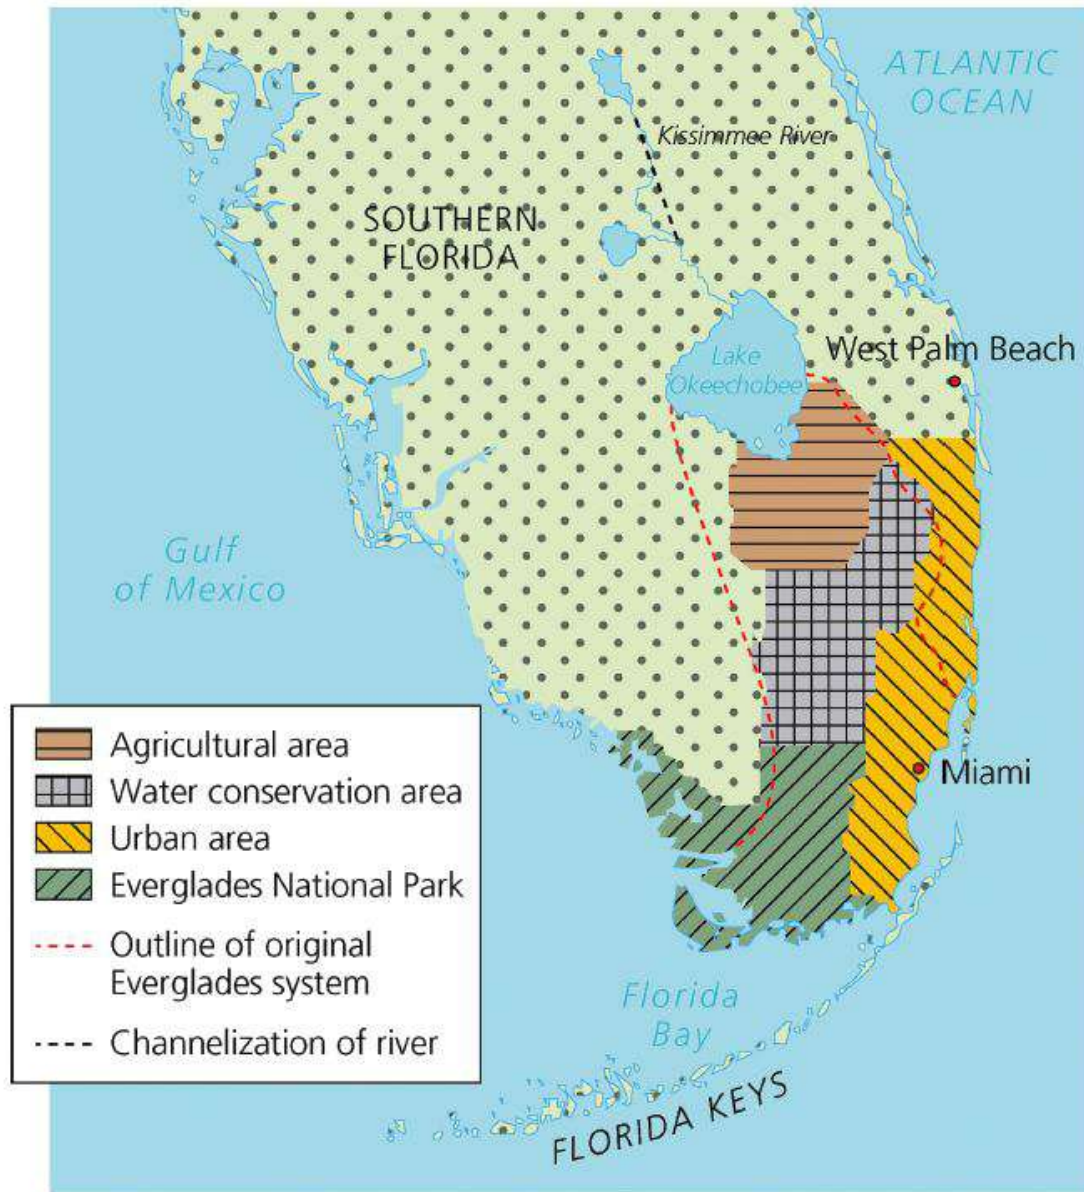 ATLANTIC
OCEAN
Kissimmee River
SOUTHERN
FLORIDA
Lake
Okeechobee
West Palm Beach
Gulf
of Mexico
Agricultural area
Water conservation area
Urban area
Everglades National Park
Outline of original
Everglades system
Channelization of river
Miami
Florida
Bay
FLORIDA KEYS